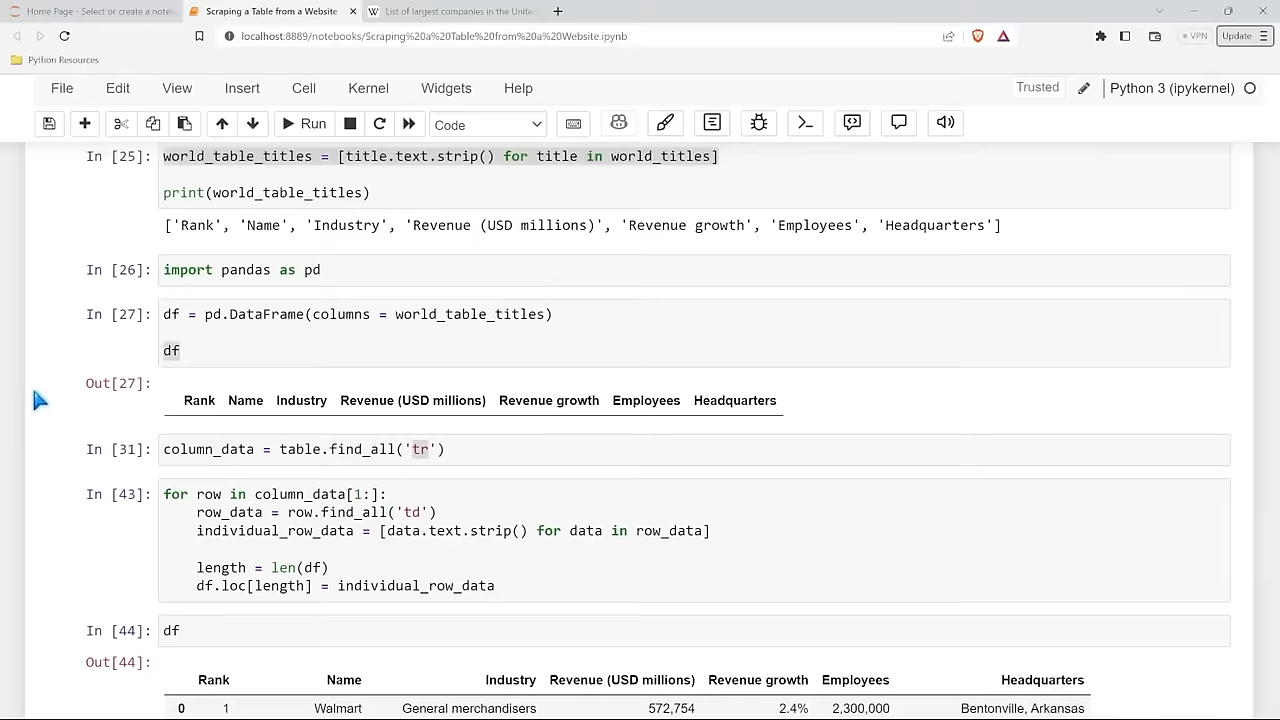 Home Page - Select or create a noteb
Scraping a Table from a Website
List of largest companies in the Unite
localhost:8889/notebooks/Scraping%20a%20Table%20from%20a%20Website.ipynb
VPN
Update
Python Resources
File Edit View Insert Cell Kernel Widgets Help
Trusted
Python 3 (ipykernel)
Run
Code
In [25]: world_table_titles = [title.text.strip() for title in world_titles]
print(world_table_titles)
['Rank', 'Name', 'Industry', 'Revenue (USD millions)', 'Revenue growth', 'Employees', 'Headquarters']
In [26]: import pandas as pd
In [27]: df = pd.DataFrame(columns = world_table_titles)
df
Out[27]:
Rank Name Industry Revenue (USD millions) Revenue growth Employees Headquarters
In [31]: column_data = table.find_all('tr')
In [43]: for row in column_data[1:]:
row_data = row.find_all('td')
individual_row_data = [data.text.strip() for data in row_data]
length = len(df)
df.loc[length] = individual_row_data
In [44]: df
Out[44]:
Rank Name Industry Revenue (USD millions) Revenue growth Employees Headquarters
0 1 Walmart General merchandisers 572,754 2.4% 2,300,000 Bentonville, Arkansas